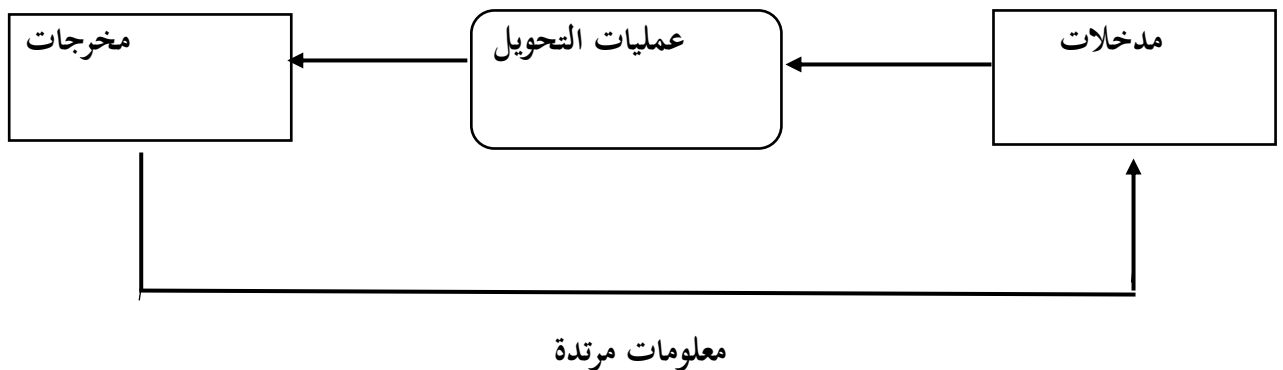 مدخلات
عمليات التحويل
مخرجات
معلومات مرتدة